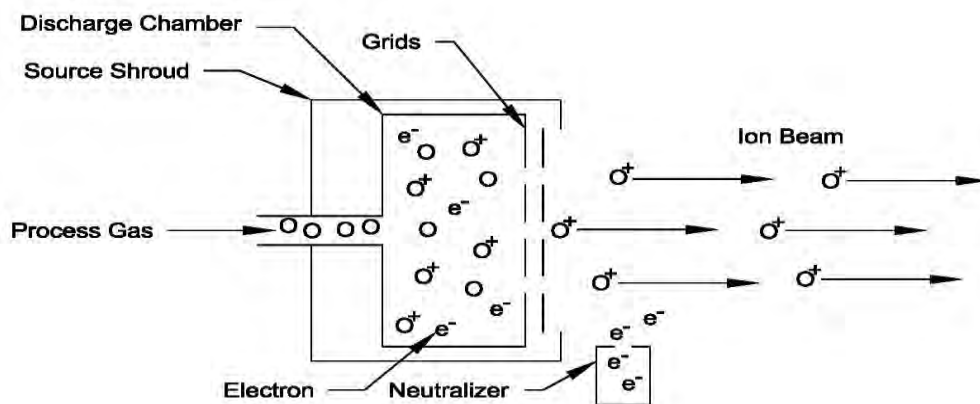 Discharge Chamber
Grids
Source Shroud
Ion Beam
e-
O
O+
O+
O
O+
O+
e-
Process Gas
O O O O
O
O+
O+
O+
O+
O+
O
O+
O+
e-
O+
e-
e-
e-
Electron
Neutralizer
e-
e-